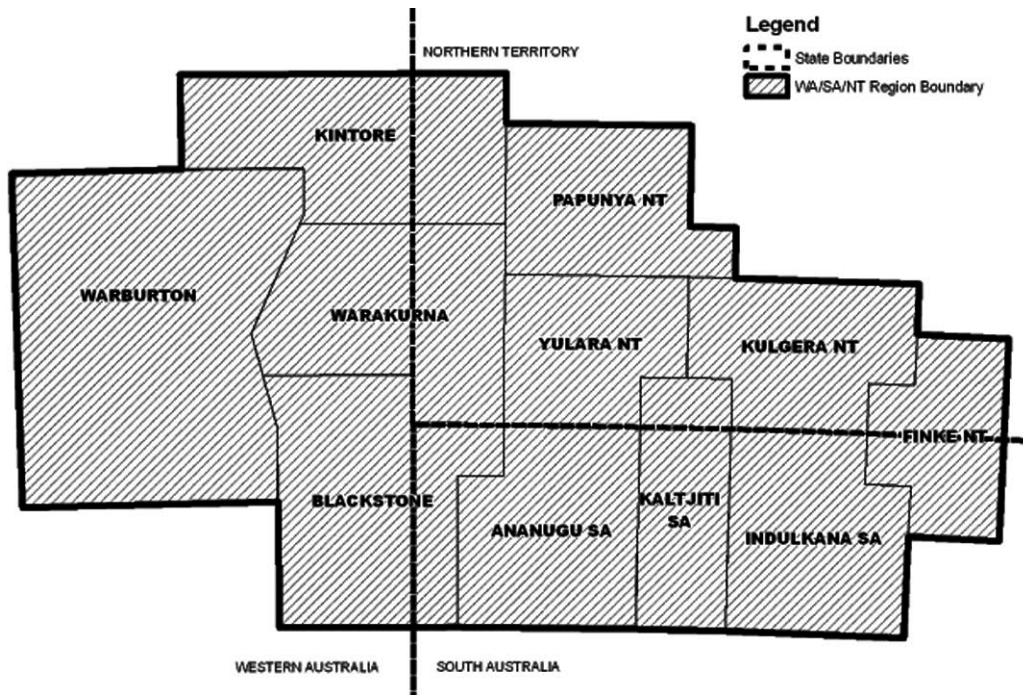 Legend
NORTHERN TERRITORY
State Boundaries
WA/SA/NT Region Boundary
KINTORE
PAPUNYA NT
WARBURTON
WARAKURNA
YULARA NT
KULGERA NT
FINKE NT
BLACKSTONE
KALTJITI
SA
ANANUGU SA
INDULKANA SA
WESTERN AUSTRALIA
SOUTH AUSTRALIA